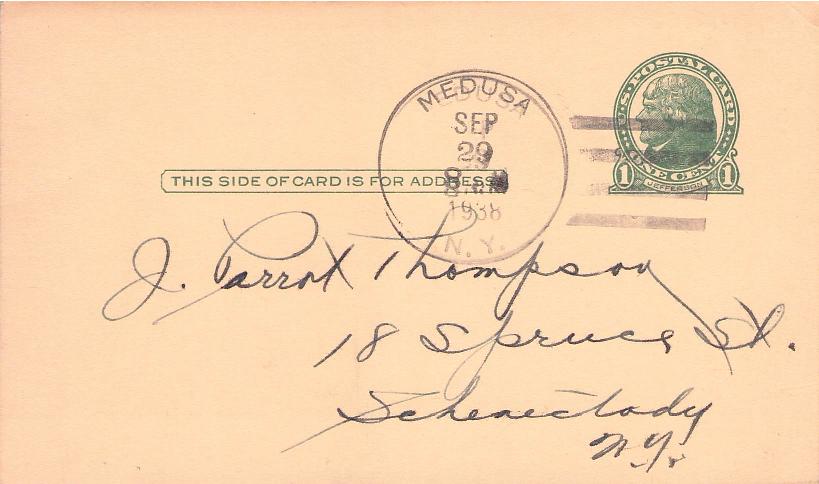 U.S. POSTAL CARD
ONE CENT
1 JEFFERSON 1
MEDUSA
SEP
29
1938
N.Y.
THIS SIDE OF CARD IS FOR ADDRESS
J. Parrot Thompson
18 Spruce St.
Schenectady
N.Y.